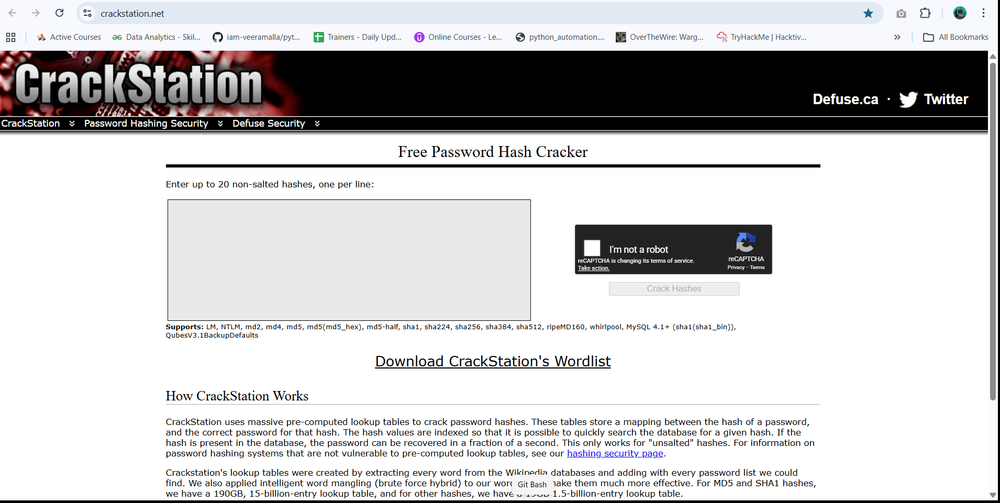 crackstation.net
Active Courses
Data Analytics - Skil...
iam-veeramalla/pyt...
Trainers - Daily Upd...
Online Courses - Le...
python_automation....
OverTheWire: Warg...
TryHackMe | Hacktiv...
All Bookmarks
CrackStation
Defuse.ca · Twitter
CrackStation
Password Hashing Security
Defuse Security
Free Password Hash Cracker
Enter up to 20 non-salted hashes, one per line:
I'm not a robot
reCAPTCHA is changing its terms of service.
Take action.
reCAPTCHA
Privacy - Terms
Crack Hashes
Supports: LM, NTLM, md2, md4, md5, md5(md5_hex), md5-half, sha1, sha224, sha256, sha384, sha512, ripeMD160, whirlpool, MySQL 4.1+ (sha1(sha1_bin)),
QubesV3.1BackupDefaults
Download CrackStation's Wordlist
How CrackStation Works
CrackStation uses massive pre-computed lookup tables to crack password hashes. These tables store a mapping between the hash of a password,
and the correct password for that hash. The hash values are indexed so that it is possible to quickly search the database for a given hash. If the
hash is present in the database, the password can be recovered in a fraction of a second. This only works for "unsalted" hashes. For information on
password hashing systems that are not vulnerable to pre-computed lookup tables, see our hashing security page.
Crackstation's lookup tables were created by extracting every word from the Wikipedia databases and adding with every password list we could
find. We also applied intelligent word mangling (brute force hybrid) to our make them much more effective. For MD5 and SHA1 hashes,
we have a 190GB, 15-billion-entry lookup table, and for other hashes, we have a 19GB 1.5-billion-entry lookup table.
Git Bash